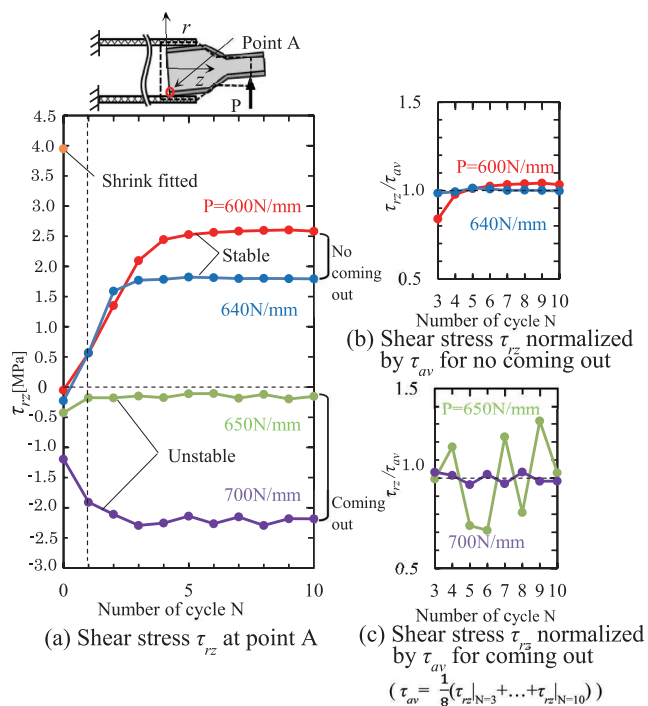 r
Point A
z
P
4.5
4.0
Shrink fitted
3.5
3.0
P=600N/mm
2.5
Stable
No
coming
out
2.0
1.5
640N/mm
1.0
0.5
0
τrz[MPa]
-0.5
650N/mm
-1.0
Unstable
-1.5
-2.0
Coming
out
700N/mm
-2.5
-3.0
0 5 10
Number of cycle N
(a) Shear stress τrz at point A
1.5
P=600N/mm
τrz/τav
1.0
640N/mm
0.5
3 4 5 6 7 8 9 10
Number of cycle N
(b) Shear stress τrz normalized
by τav for no coming out
1.5
P=650N/mm
τrz/τav
1.0
700N/mm
0.5
3 4 5 6 7 8 9 10
Number of cycle N
(c) Shear stress τrz normalized
by τav for coming out
( τav= 1/8(τrz|N=3+...+τrz|N=10) )